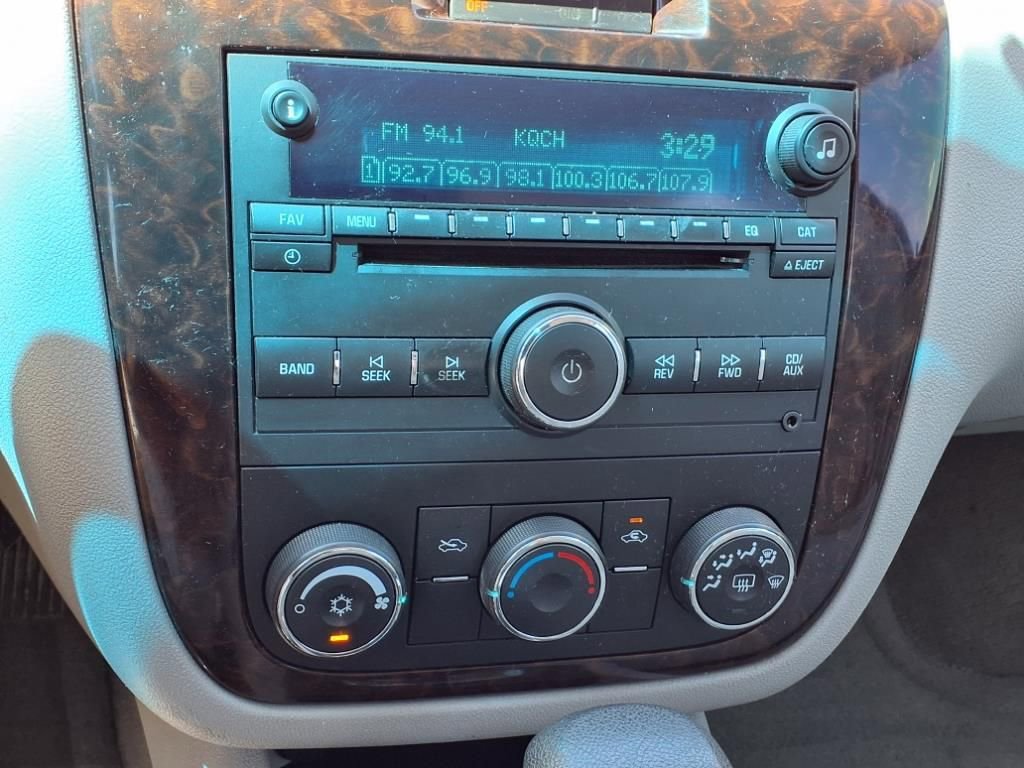 OFF
i
FM 94.1 KQCH 3:29
1 92.7 96.9 98.1 100.3 106.7 107.9
FAV MENU EQ CAT
EJECT
BAND SEEK SEEK REV FWD CD/
AUX